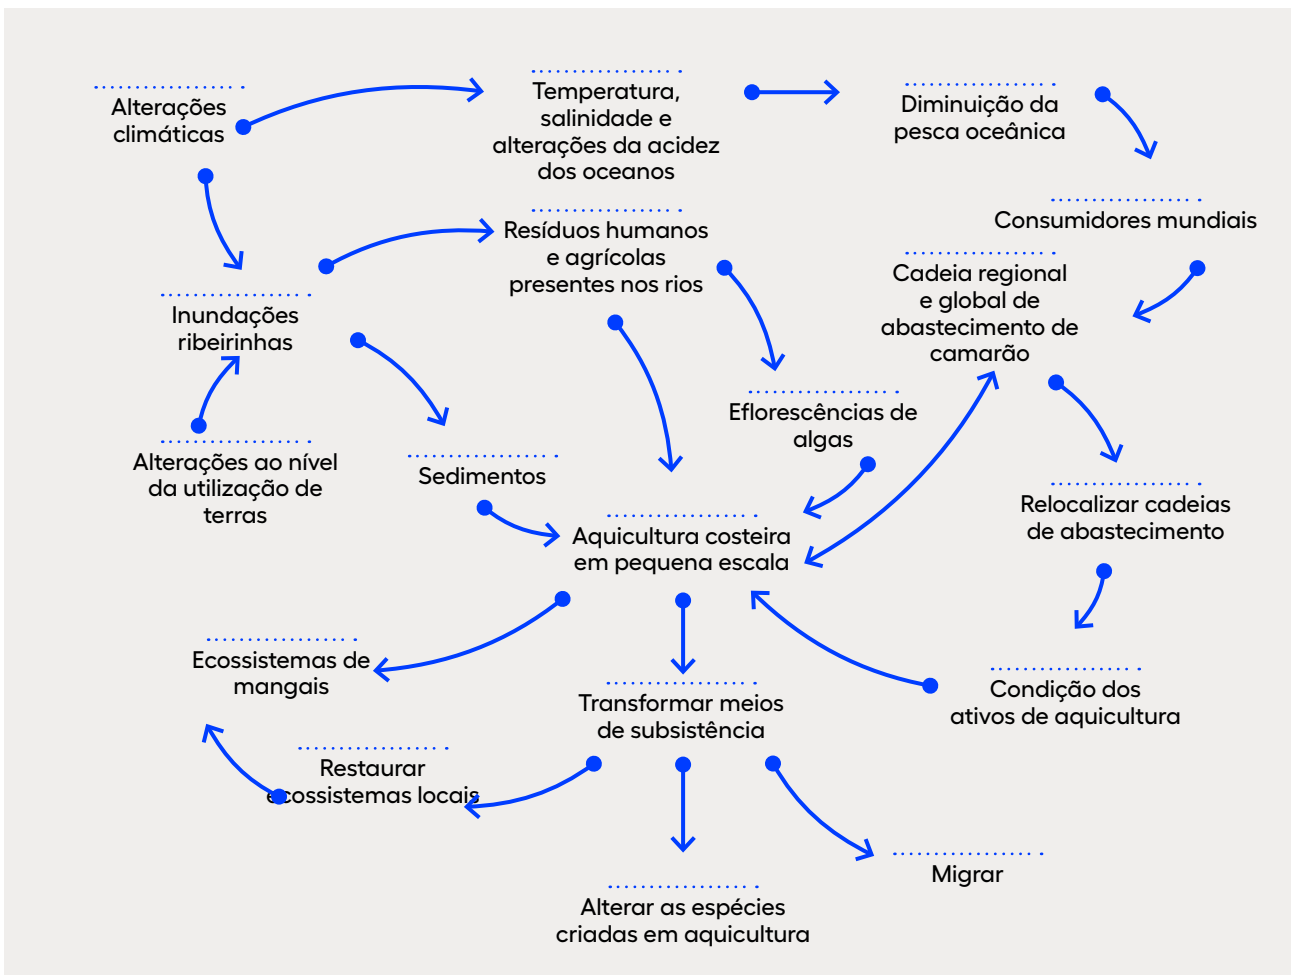 Alterações
climáticas
Temperatura,
salinidade e
alterações da acidez
dos oceanos
Diminuição da
pesca oceânica
Consumidores mundiais
Resíduos humanos
e agrícolas
presentes nos rios
Cadeia regional
e global de
abastecimento de
camarão
Inundações
ribeirinhas
Eflorescências de
algas
Alterações ao nível
da utilização de
terras
Sedimentos
Relocalizar cadeias
de abastecimento
Aquicultura costeira
em pequena escala
Ecossistemas de
mangais
Condição dos
ativos de aquicultura
Transformar meios
de subsistência
Restaurar
ecossistemas locais
Migrar
Alterar as espécies
criadas em aquicultura